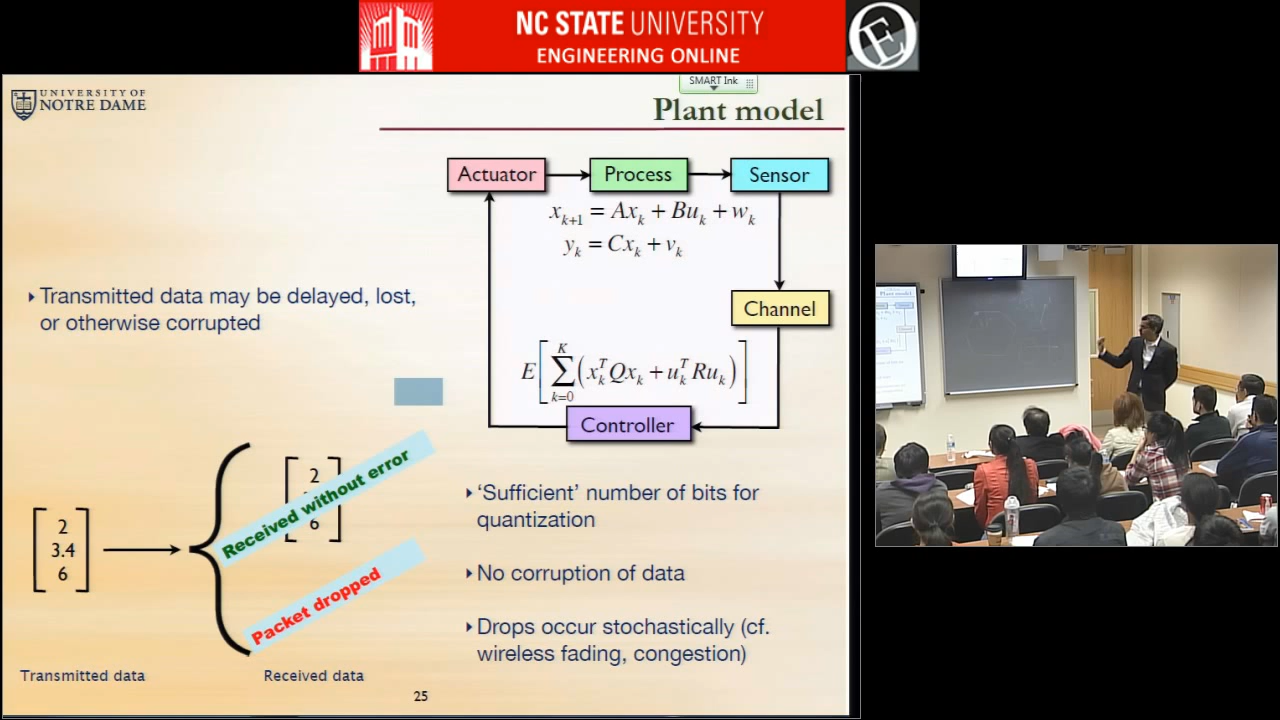 NC STATE UNIVERSITY
ENGINEERING ONLINE
SMART Ink
UNIVERSITY OF
NOTRE DAME
Plant model
Actuator
Process
Sensor
x_{k+1} = Ax_k + Bu_k + w_k
y_k = Cx_k + v_k
Transmitted data may be delayed, lost,
or otherwise corrupted
Channel
E[∑_{k=0}^{K}(x_k^T Qx_k + u_k^T Ru_k)]
Controller
2
3.4
6
2
6
Received without error
Packet dropped
Transmitted data
Received data
'Sufficient' number of bits for
quantization
No corruption of data
Drops occur stochastically (cf.
wireless fading, congestion)
25